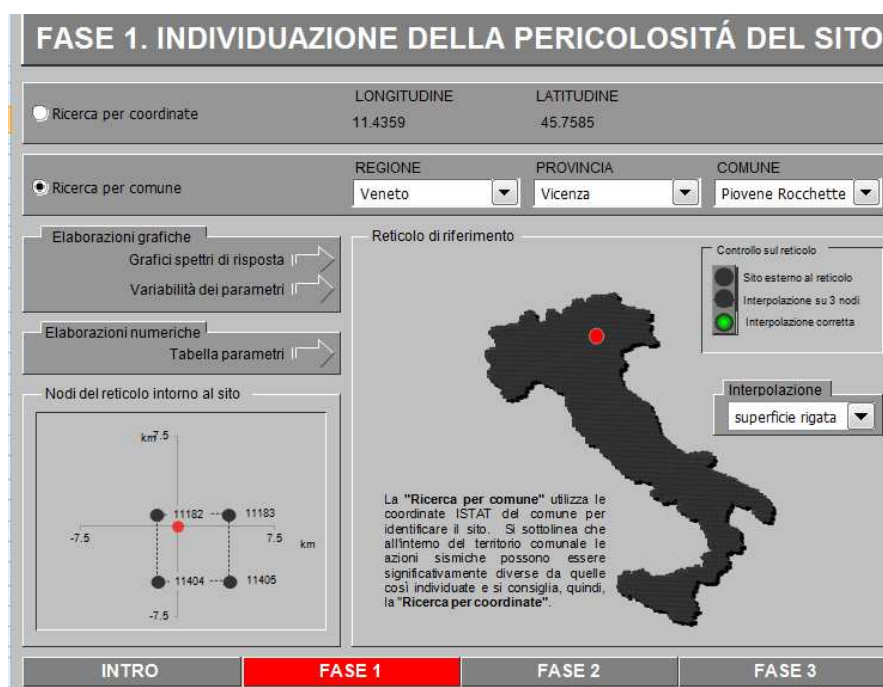 FASE 1. INDIVIDUAZIONE DELLA PERICOLOSITÁ DEL SITO
Ricerca per coordinate
LONGITUDINE
LATITUDINE
11.4359
45.7585
Ricerca per comune
REGIONE
PROVINCIA
COMUNE
Veneto
Vicenza
Piovene Rocchette
Elaborazioni grafiche
Grafici spettri di risposta
Variabilità dei parametri
Elaborazioni numeriche
Tabella parametri
Nodi del reticolo intorno al sito
km
7.5
11182
11183
-7.5
7.5
km
11404
11405
-7.5
Reticolo di riferimento
Controllo sul reticolo
Sito esterno al reticolo
Interpolazione su 3 nodi
Interpolazione corretta
Interpolazione
superficie rigata
La "Ricerca per comune" utilizza le
coordinate ISTAT del comune per
identificare il sito. Si sottolinea che
all'interno del territorio comunale le
azioni sismiche possono essere
significativamente diverse da quelle
così individuate e si consiglia, quindi,
la "Ricerca per coordinate".
INTRO
FASE 1
FASE 2
FASE 3